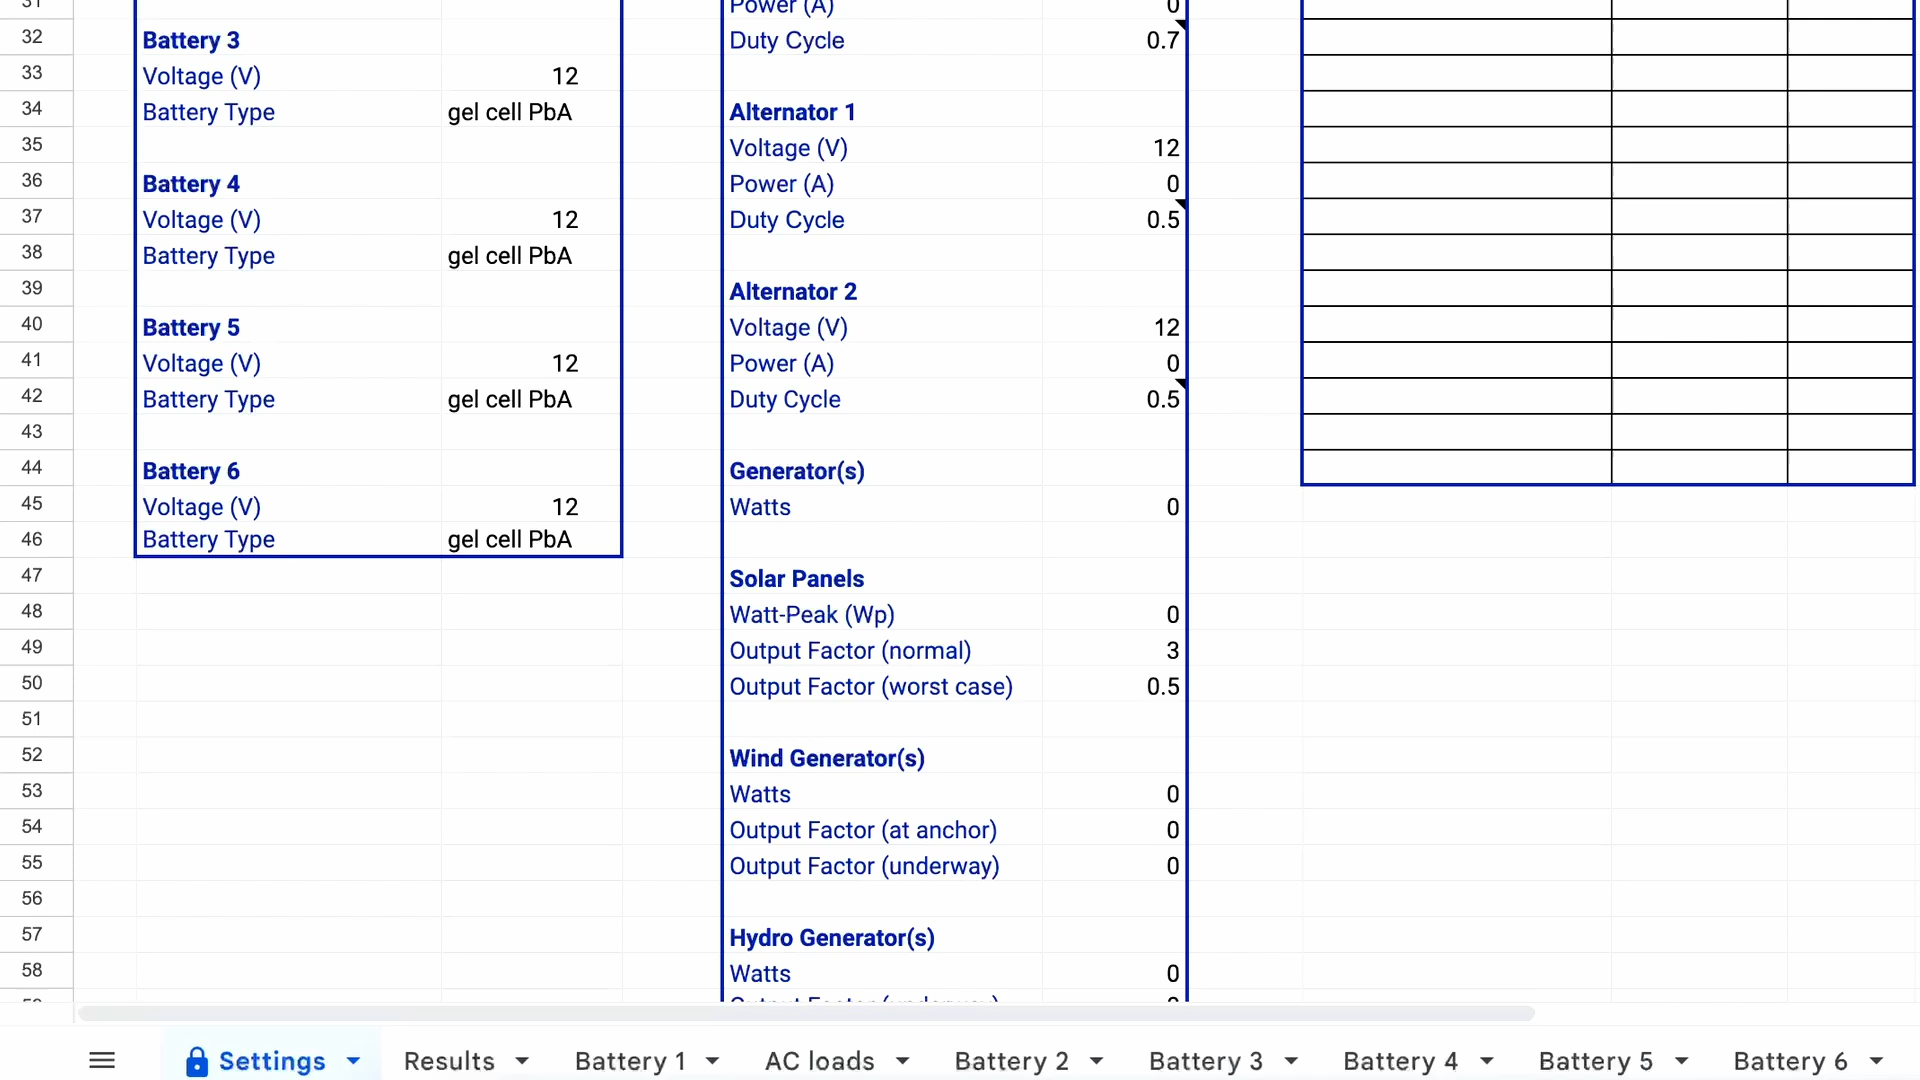 31 Power (A) 0
32 Battery 3 Duty Cycle 0.7
33 Voltage (V) 12
34 Battery Type gel cell PbA Alternator 1
35 Voltage (V) 12
36 Battery 4 Power (A) 0
37 Voltage (V) 12 Duty Cycle 0.5
38 Battery Type gel cell PbA
39 Alternator 2
40 Battery 5 Voltage (V) 12
41 Voltage (V) 12 Power (A) 0
42 Battery Type gel cell PbA Duty Cycle 0.5
43
44 Battery 6 Generator(s)
45 Voltage (V) 12 Watts 0
46 Battery Type gel cell PbA
47 Solar Panels
48 Watt-Peak (Wp) 0
49 Output Factor (normal) 3
50 Output Factor (worst case) 0.5
51
52 Wind Generator(s)
53 Watts 0
54 Output Factor (at anchor) 0
55 Output Factor (underway) 0
56
57 Hydro Generator(s)
58 Watts 0
59 Output Factor (underway) 0
Settings Results Battery 1 AC loads Battery 2 Battery 3 Battery 4 Battery 5 Battery 6